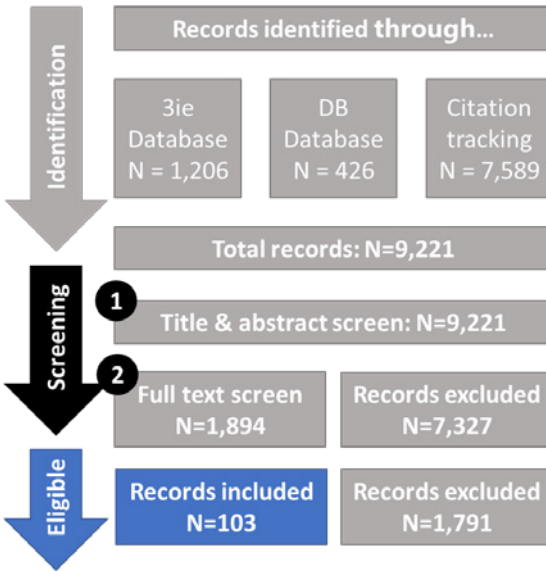 Identification
Records identified through...
3ie
Database
N = 1,206
DB
Database
N = 426
Citation
tracking
N = 7,589
Total records: N=9,221
Screening
1
Title & abstract screen: N=9,221
2
Full text screen
N=1,894
Records excluded
N=7,327
Eligible
Records included
N=103
Records excluded
N=1,791